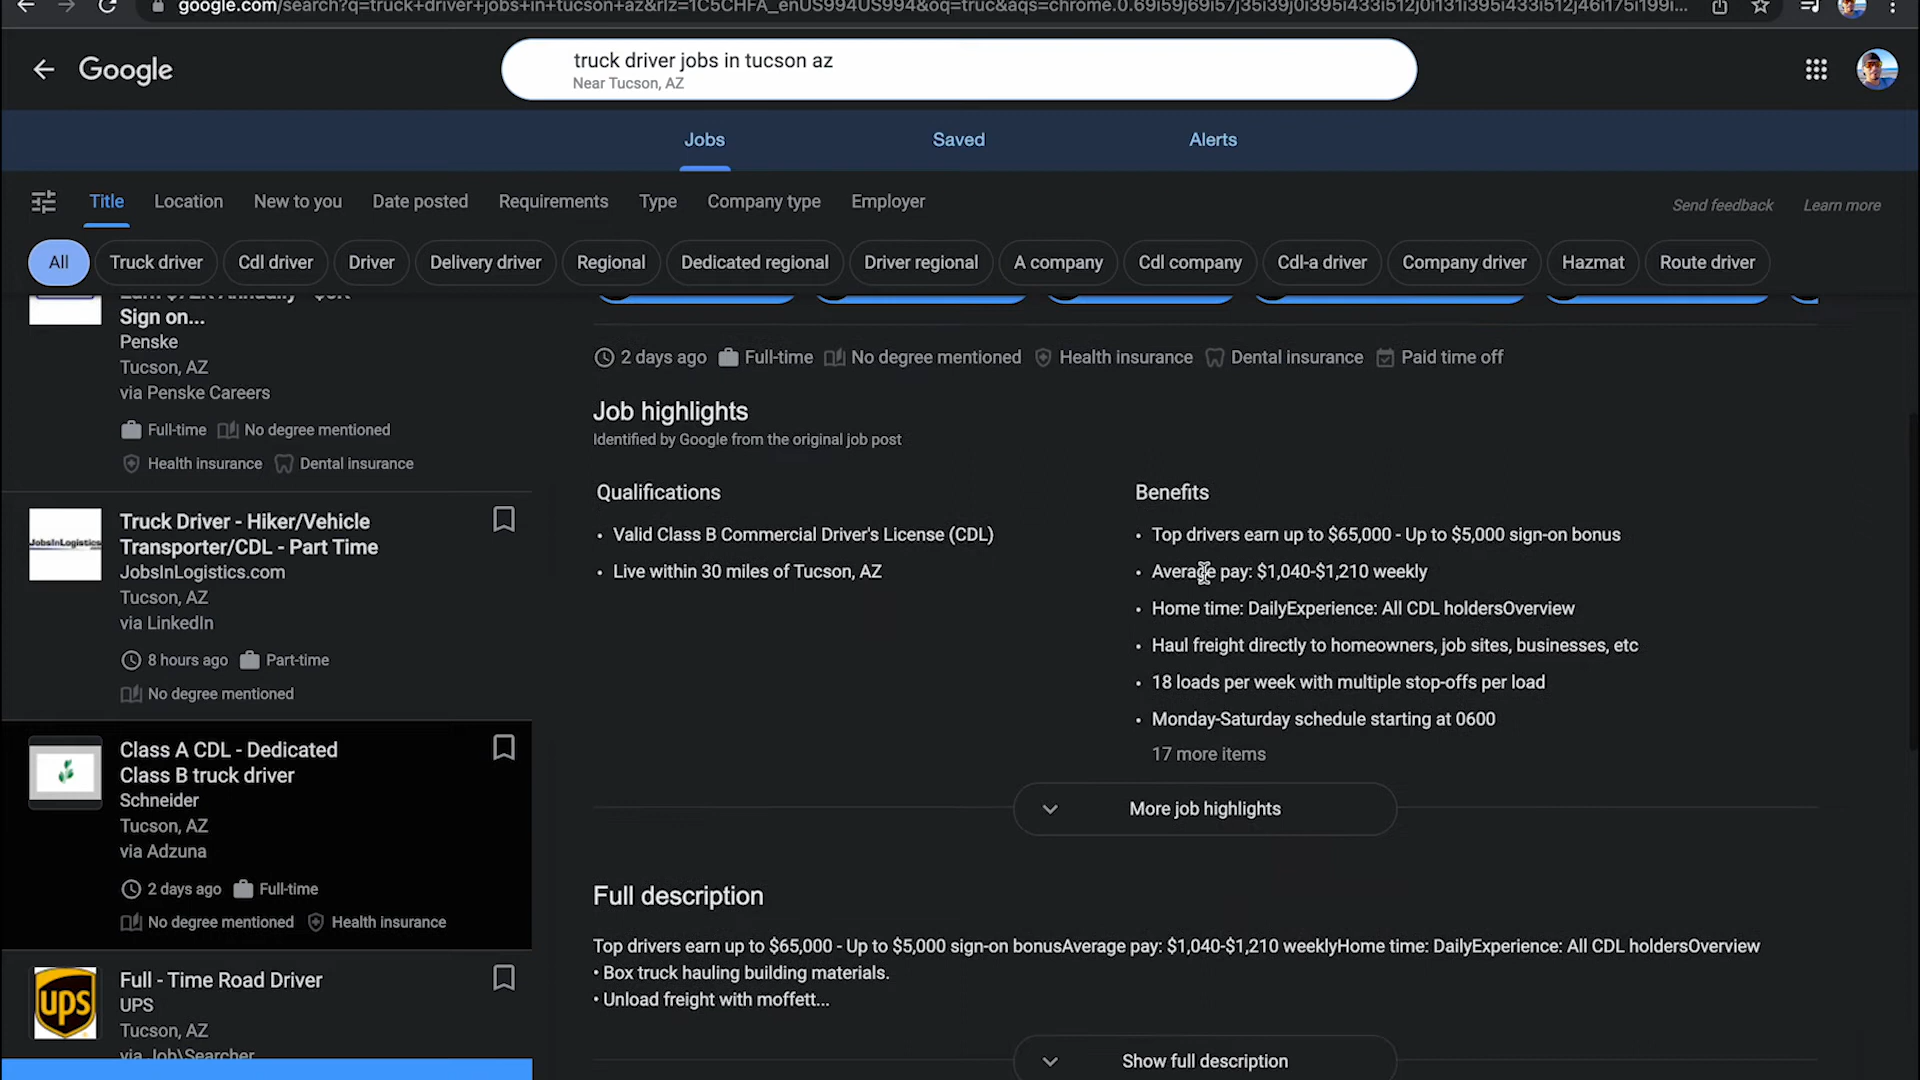 google.com/search?q=truck+driver+jobs+in+tucson+az&rlz=1C5CHFA_enUS994US994&oq=truc&aqs=chrome.0.69i59j69i57j35i39j0i395i433i512j0i131i395i433i512j46i175i199i...
Google
truck driver jobs in tucson az
Near Tucson, AZ
Jobs
Saved
Alerts
Title
Location
New to you
Date posted
Requirements
Type
Company type
Employer
Send feedback
Learn more
All
Truck driver
Cdl driver
Driver
Delivery driver
Regional
Dedicated regional
Driver regional
A company
Cdl company
Cdl-a driver
Company driver
Hazmat
Route driver
Sign on...
Penske
Tucson, AZ
via Penske Careers
Full-time No degree mentioned
Health insurance Dental insurance
Truck Driver - Hiker/Vehicle
Transporter/CDL - Part Time
JobsInLogistics.com
Tucson, AZ
via LinkedIn
8 hours ago Part-time
No degree mentioned
JobsInLogistics
Class A CDL - Dedicated
Class B truck driver
Schneider
Tucson, AZ
via Adzuna
2 days ago Full-time
No degree mentioned Health insurance
Full - Time Road Driver
UPS
Tucson, AZ
via Job\Searcher
ups
2 days ago Full-time No degree mentioned Health insurance Dental insurance Paid time off
Job highlights
Identified by Google from the original job post
Qualifications
• Valid Class B Commercial Driver's License (CDL)
• Live within 30 miles of Tucson, AZ
Benefits
• Top drivers earn up to $65,000 - Up to $5,000 sign-on bonus
• Average pay: $1,040-$1,210 weekly
• Home time: DailyExperience: All CDL holdersOverview
• Haul freight directly to homeowners, job sites, businesses, etc
• 18 loads per week with multiple stop-offs per load
• Monday-Saturday schedule starting at 0600
17 more items
More job highlights
Full description
Top drivers earn up to $65,000 - Up to $5,000 sign-on bonusAverage pay: $1,040-$1,210 weeklyHome time: DailyExperience: All CDL holdersOverview
• Box truck hauling building materials.
• Unload freight with moffett...
Show full description